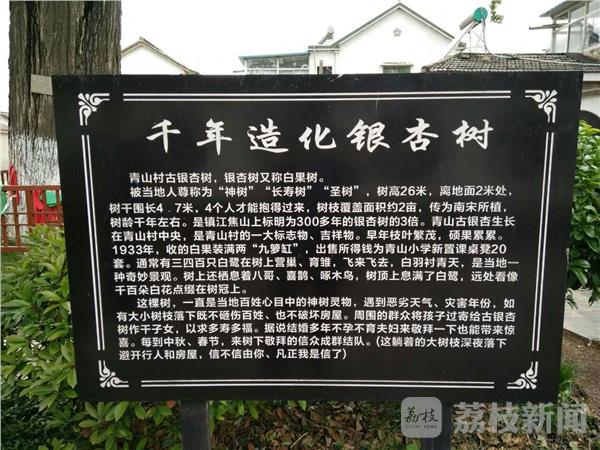 千年造化银杏树
青山村古银杏树，银杏树又称白果树。
被当地人尊称为“神树”“长寿树”“圣树”，树高26米，离地面2米处，
树干围长4.7米，4个人才能抱得过来，树枝覆盖面积约2亩，传为南宋所植，
树龄千年左右。是镇江焦山上标明为300多年的银杏树的3倍。青山古银杏生长
在青山村中央，是青山村的一大标志物、吉祥物。早年枝叶繁茂，硕果累累。
1933年，收的白果装满两“九箩缸”，出售所得钱为青山小学新置课桌凳20
套。通常有三四百只白鹭在树上营巢、育雏，飞来飞去，白羽衬青天，是当地一
种奇妙景观。树上还栖息着八哥、喜鹊、啄木鸟，树顶上息满了白鹭，远处看像
千百朵白花点缀在树冠上。
这棵树，一直是当地百姓心目中的神树灵物，遇到恶劣天气、灾害年份，如
有大小树枝落下既不砸伤百姓、也不破坏房屋。周围的群众将孩子过寄给古银杏
树作干子女，以求多寿多福。据说结婚多年不孕不育夫妇来敬拜一下也能带来惊
喜。每到中秋、春节，来树下敬拜的信众成群结队。（这躺着的大树枝深夜落下
避开行人和房屋，信不信由你、凡正我是信了）
荔枝
荔枝新闻